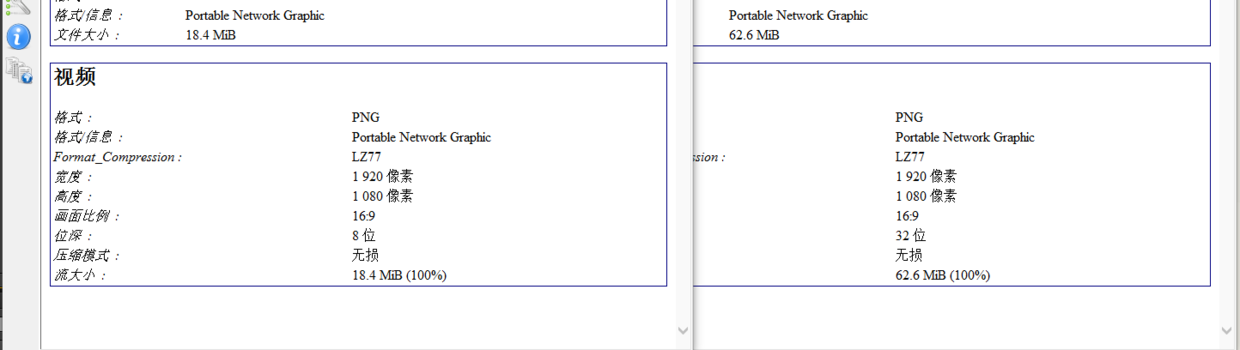 格式/信息 : Portable Network Graphic Portable Network Graphic
文件大小 : 18.4 MiB 62.6 MiB
视频
格式 : PNG PNG
格式/信息 : Portable Network Graphic Portable Network Graphic
Format_Compression : LZ77 ssion : LZ77
宽度 : 1 920 像素 1 920 像素
高度 : 1 080 像素 1 080 像素
画面比例 : 16:9 16:9
位深 : 8 位 32 位
压缩模式 : 无损 无损
流大小 : 18.4 MiB (100%) 62.6 MiB (100%)